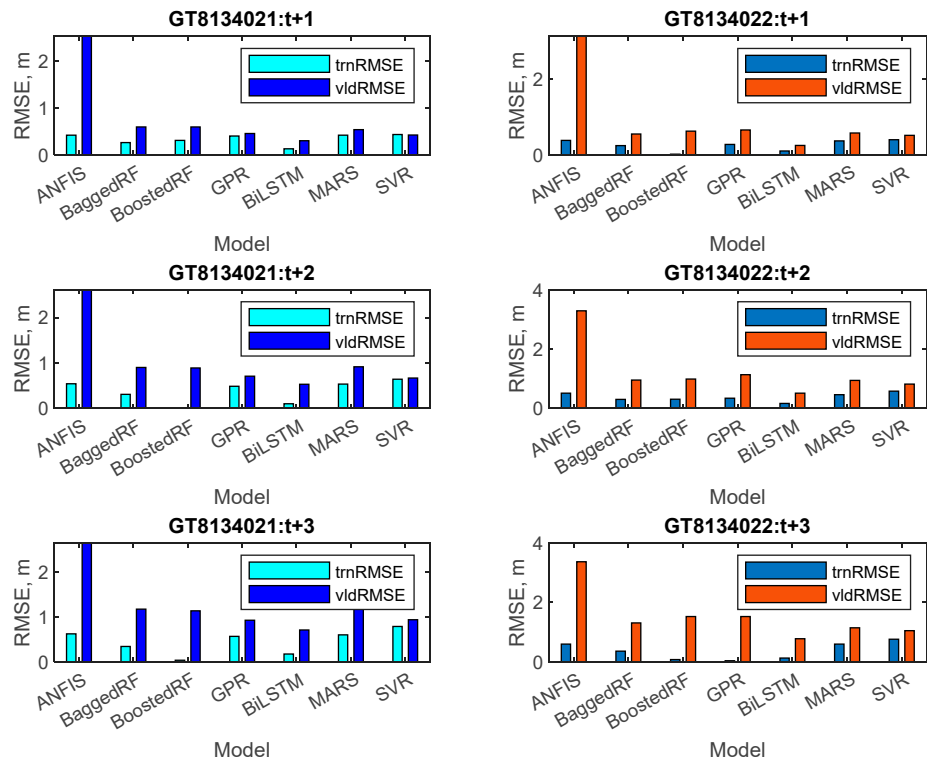 GT8134021:t+1
RMSE, m
2
1
0
trnRMSE
vldRMSE
ANFIS
BaggedRF
BoostedRF
GPR
BiLSTM
MARS
SVR
Model
GT8134022:t+1
RMSE, m
2
0
trnRMSE
vldRMSE
ANFIS
BaggedRF
BoostedRF
GPR
BiLSTM
MARS
SVR
Model
GT8134021:t+2
RMSE, m
2
1
0
trnRMSE
vldRMSE
ANFIS
BaggedRF
BoostedRF
GPR
BiLSTM
MARS
SVR
Model
GT8134022:t+2
RMSE, m
4
2
0
trnRMSE
vldRMSE
ANFIS
BaggedRF
BoostedRF
GPR
BiLSTM
MARS
SVR
Model
GT8134021:t+3
RMSE, m
2
1
0
trnRMSE
vldRMSE
ANFIS
BaggedRF
BoostedRF
GPR
BiLSTM
MARS
SVR
Model
GT8134022:t+3
RMSE, m
4
2
0
trnRMSE
vldRMSE
ANFIS
BaggedRF
BoostedRF
GPR
BiLSTM
MARS
SVR
Model